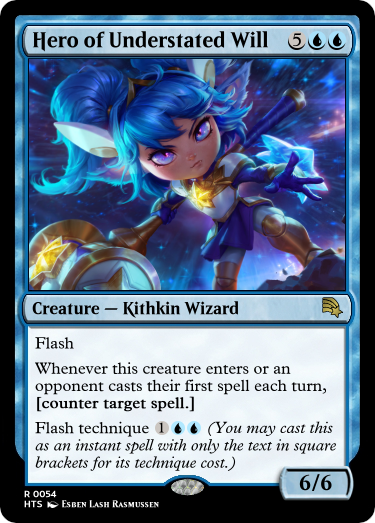 Hero of Understated Will 5
Creature — Kithkin Wizard
Flash
Whenever this creature enters or an
opponent casts their first spell each turn,
[counter target spell.]
Flash technique 1 (You may cast this
as an instant spell with only the text in square
brackets for its technique cost.)
6/6
R 0054
HTS Esben Lash Rasmussen